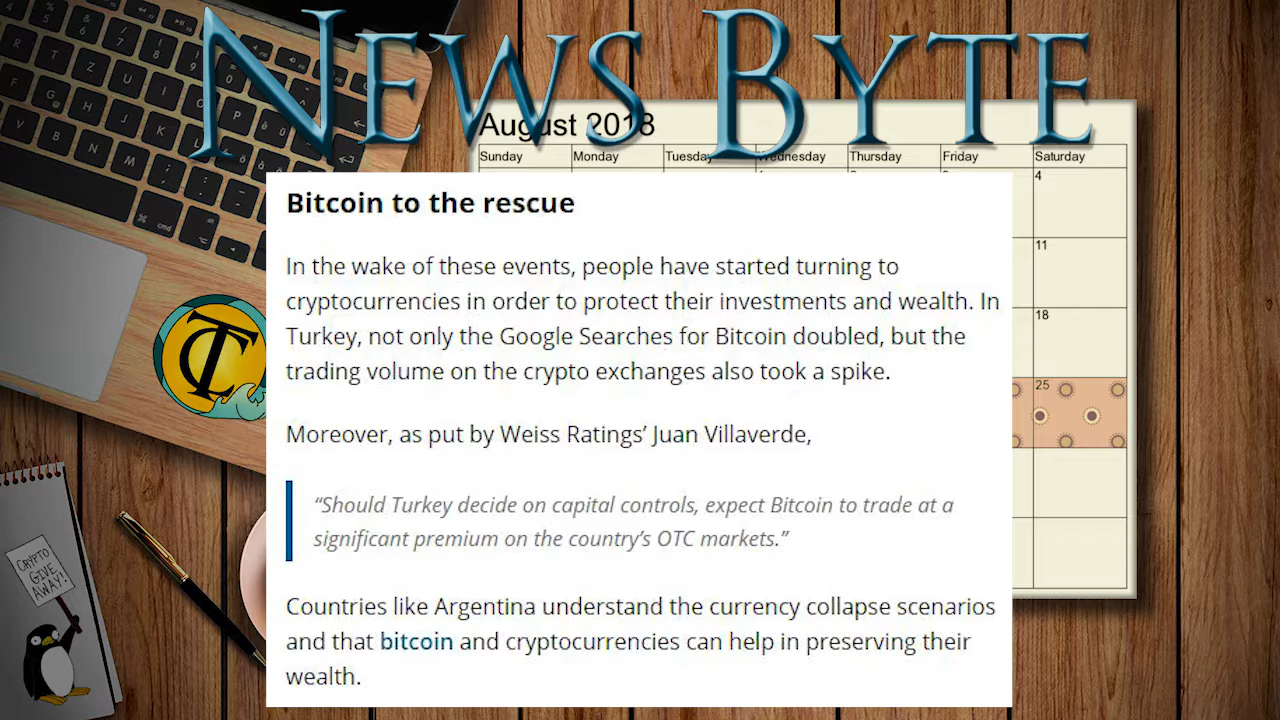 NEWS BYTE
August 2018
Sunday Monday Tuesday Wednesday Thursday Friday Saturday
4
11
18
25
Bitcoin to the rescue
In the wake of these events, people have started turning to
cryptocurrencies in order to protect their investments and wealth. In
Turkey, not only the Google Searches for Bitcoin doubled, but the
trading volume on the crypto exchanges also took a spike.
Moreover, as put by Weiss Ratings’ Juan Villaverde,
“Should Turkey decide on capital controls, expect Bitcoin to trade at a
significant premium on the country’s OTC markets.”
Countries like Argentina understand the currency collapse scenarios
and that bitcoin and cryptocurrencies can help in preserving their
wealth.
TC
CRYPTO
GIVE
AWAY!